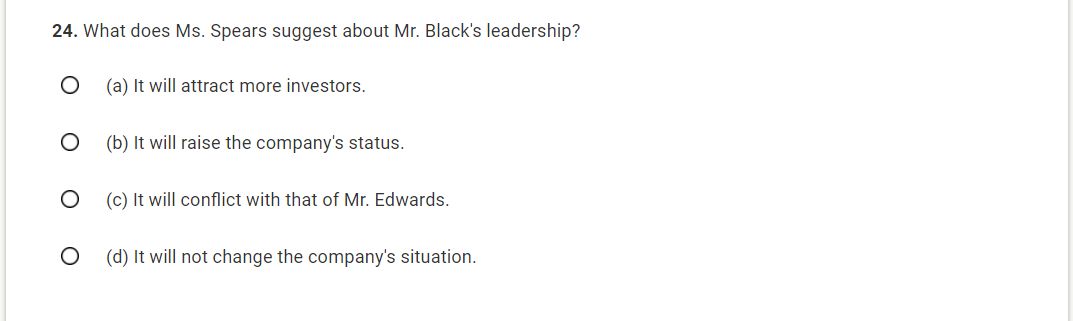 24. What does Ms. Spears suggest about Mr. Black's leadership?
(a) It will attract more investors.
(b) It will raise the company's status.
(c) It will conflict with that of Mr. Edwards.
(d) It will not change the company's situation.